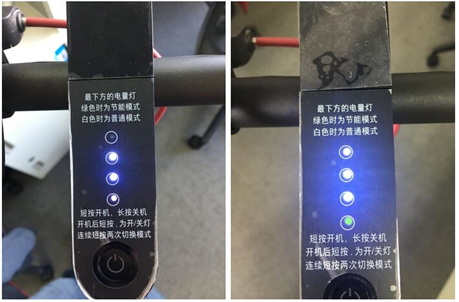 最下方的电量灯
绿色时为节能模式
白色时为普通模式
短按开机，长按关机
开机后短按，为开/关灯
连续短按两次切换模式
最下方的电量灯
绿色时为节能模式
白色时为普通模式
短按开机，长按关机
开机后短按，为开/关灯
连续短按两次切换模式